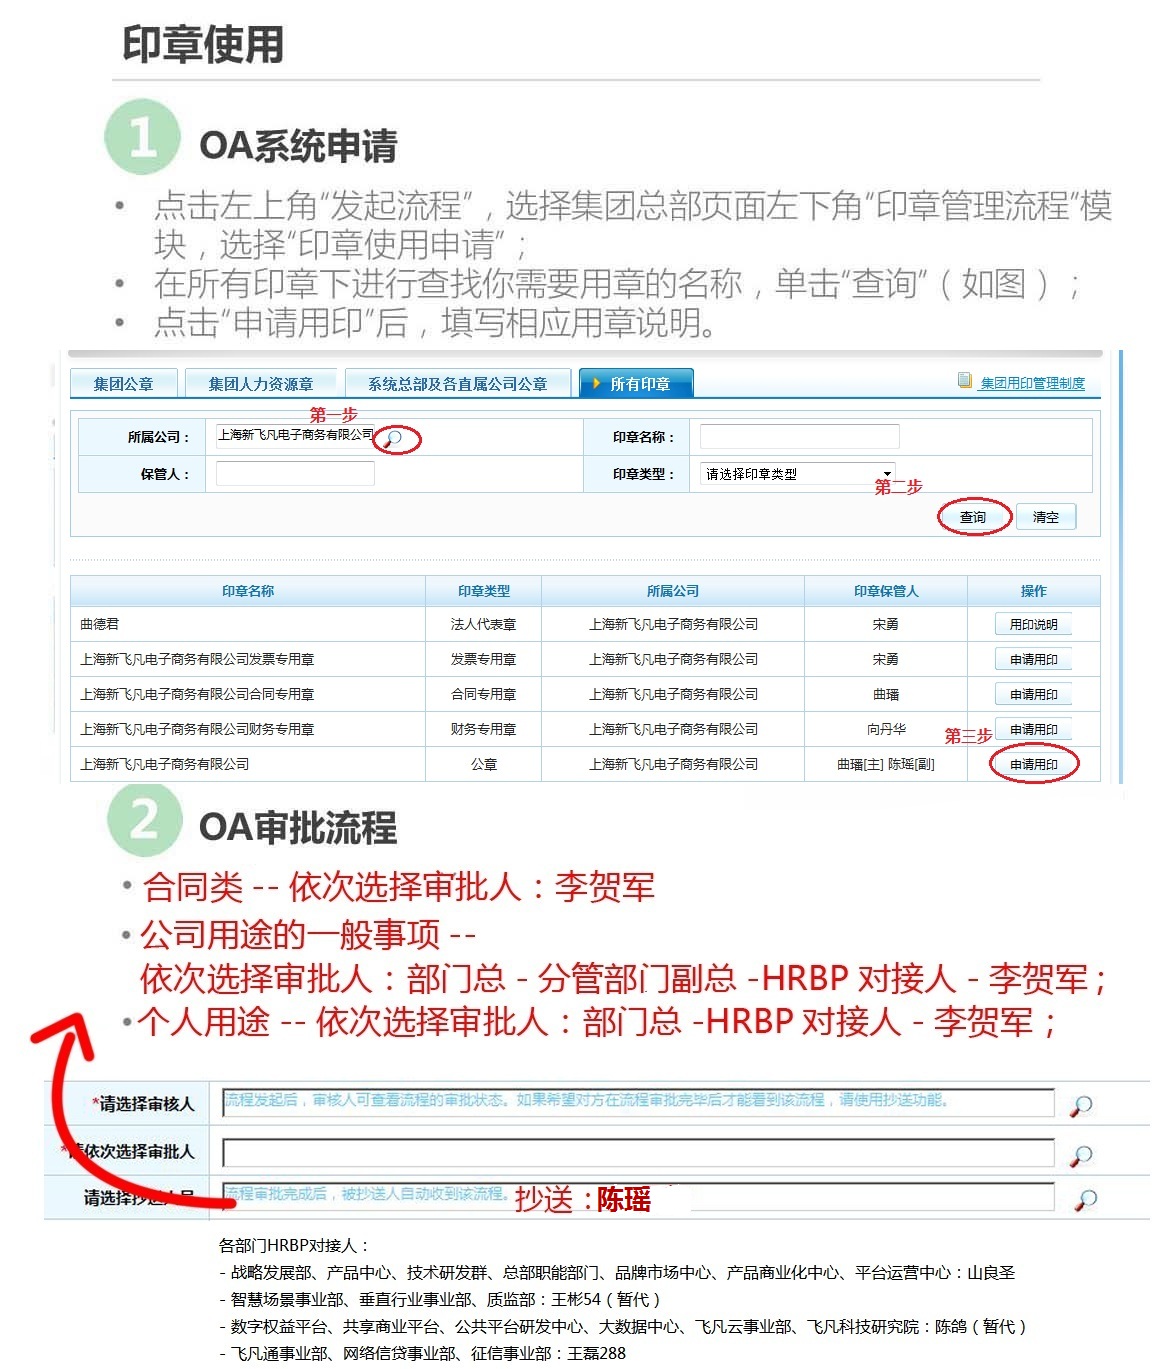 印章使用
1 OA系统申请
• 点击左上角“发起流程”，选择集团总部页面左下角“印章管理流程”模
块，选择“印章使用申请”；
• 在所有印章下进行查找你需要用章的名称，单击“查询”（如图）；
• 点击“申请用印”后，填写相应用章说明。
集团公章 集团人力资源章 系统总部及各直属公司公章 所有印章 集团用印管理制度
第一步
所属公司： 上海新飞凡电子商务有限公司 印章名称：
保管人： 印章类型： 请选择印章类型
第二步
查询 清空
印章名称 印章类型 所属公司 印章保管人 操作
曲德君 法人代表章 上海新飞凡电子商务有限公司 宋勇 用印说明
上海新飞凡电子商务有限公司发票专用章 发票专用章 上海新飞凡电子商务有限公司 宋勇 申请用印
上海新飞凡电子商务有限公司合同专用章 合同专用章 上海新飞凡电子商务有限公司 曲璠 申请用印
上海新飞凡电子商务有限公司财务专用章 财务专用章 上海新飞凡电子商务有限公司 向丹华 申请用印
第三步
上海新飞凡电子商务有限公司 公章 上海新飞凡电子商务有限公司 曲璠[主] 陈瑶[副] 申请用印
2 OA审批流程
• 合同类 -- 依次选择审批人：李贺军
• 公司用途的一般事项 --
依次选择审批人：部门总 - 分管部门副总 -HRBP 对接人 - 李贺军；
• 个人用途 -- 依次选择审批人：部门总 -HRBP 对接人 - 李贺军；
*请选择审核人 流程发起后，审核人可查看流程的审批状态。如果希望对方在流程审批完毕后才能看到该流程，请使用抄送功能。
*请依次选择审批人
请选择抄送人员 流程审批完成后，被抄送人自动收到该流程。 抄送：陈瑶
各部门HRBP对接人：
- 战略发展部、产品中心、技术研发群、总部职能部门、品牌市场中心、产品商业化中心、平台运营中心：山良圣
- 智慧场景事业部、垂直行业事业部、质监部：王彬54（暂代）
- 数字权益平台、共享商业平台、公共平台研发中心、大数据中心、飞凡云事业部、飞凡科技研究院：陈鸽（暂代）
- 飞凡通事业部、网络信贷事业部、征信事业部：王磊288